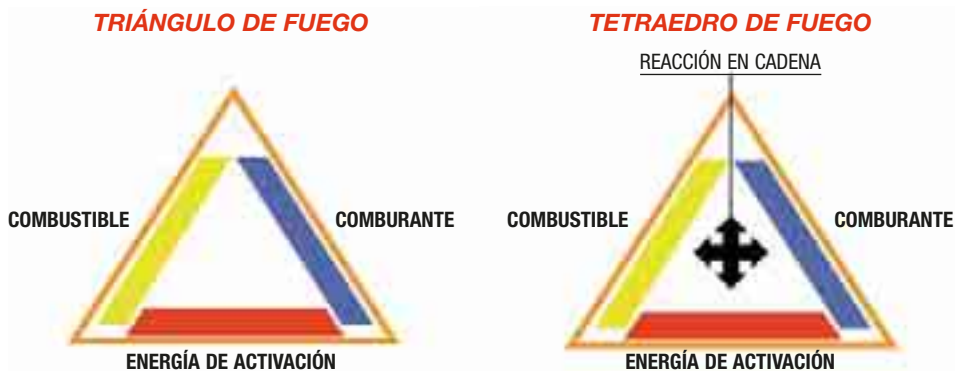 TRIÁNGULO DE FUEGO
COMBUSTIBLE
COMBURANTE
ENERGÍA DE ACTIVACIÓN
TETRAEDRO DE FUEGO
REACCIÓN EN CADENA
COMBUSTIBLE
COMBURANTE
ENERGÍA DE ACTIVACIÓN